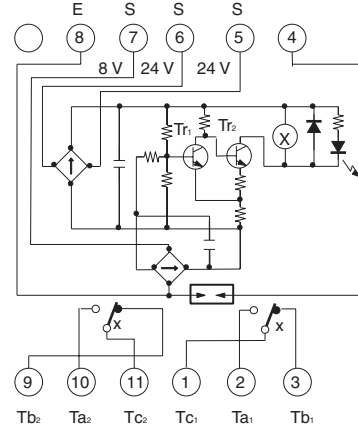 E S S S
8 7 6 5 4
8 V 24 V 24 V
Tr1 Tr2
X
x x
9 10 11 1 2 3
Tb2 Ta2 Tc2 Tc1 Ta1 Tb1